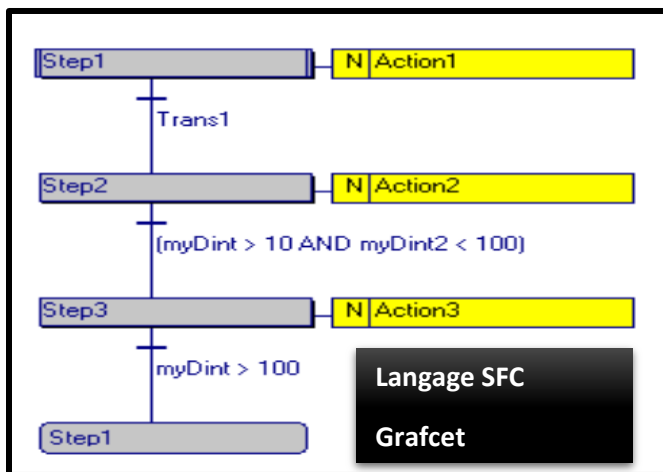 Step1 N Action1
Trans1
Step2 N Action2
(myDint > 10 AND myDint2 < 100)
Step3 N Action3
myDint > 100
Langage SFC
Grafcet
Step1